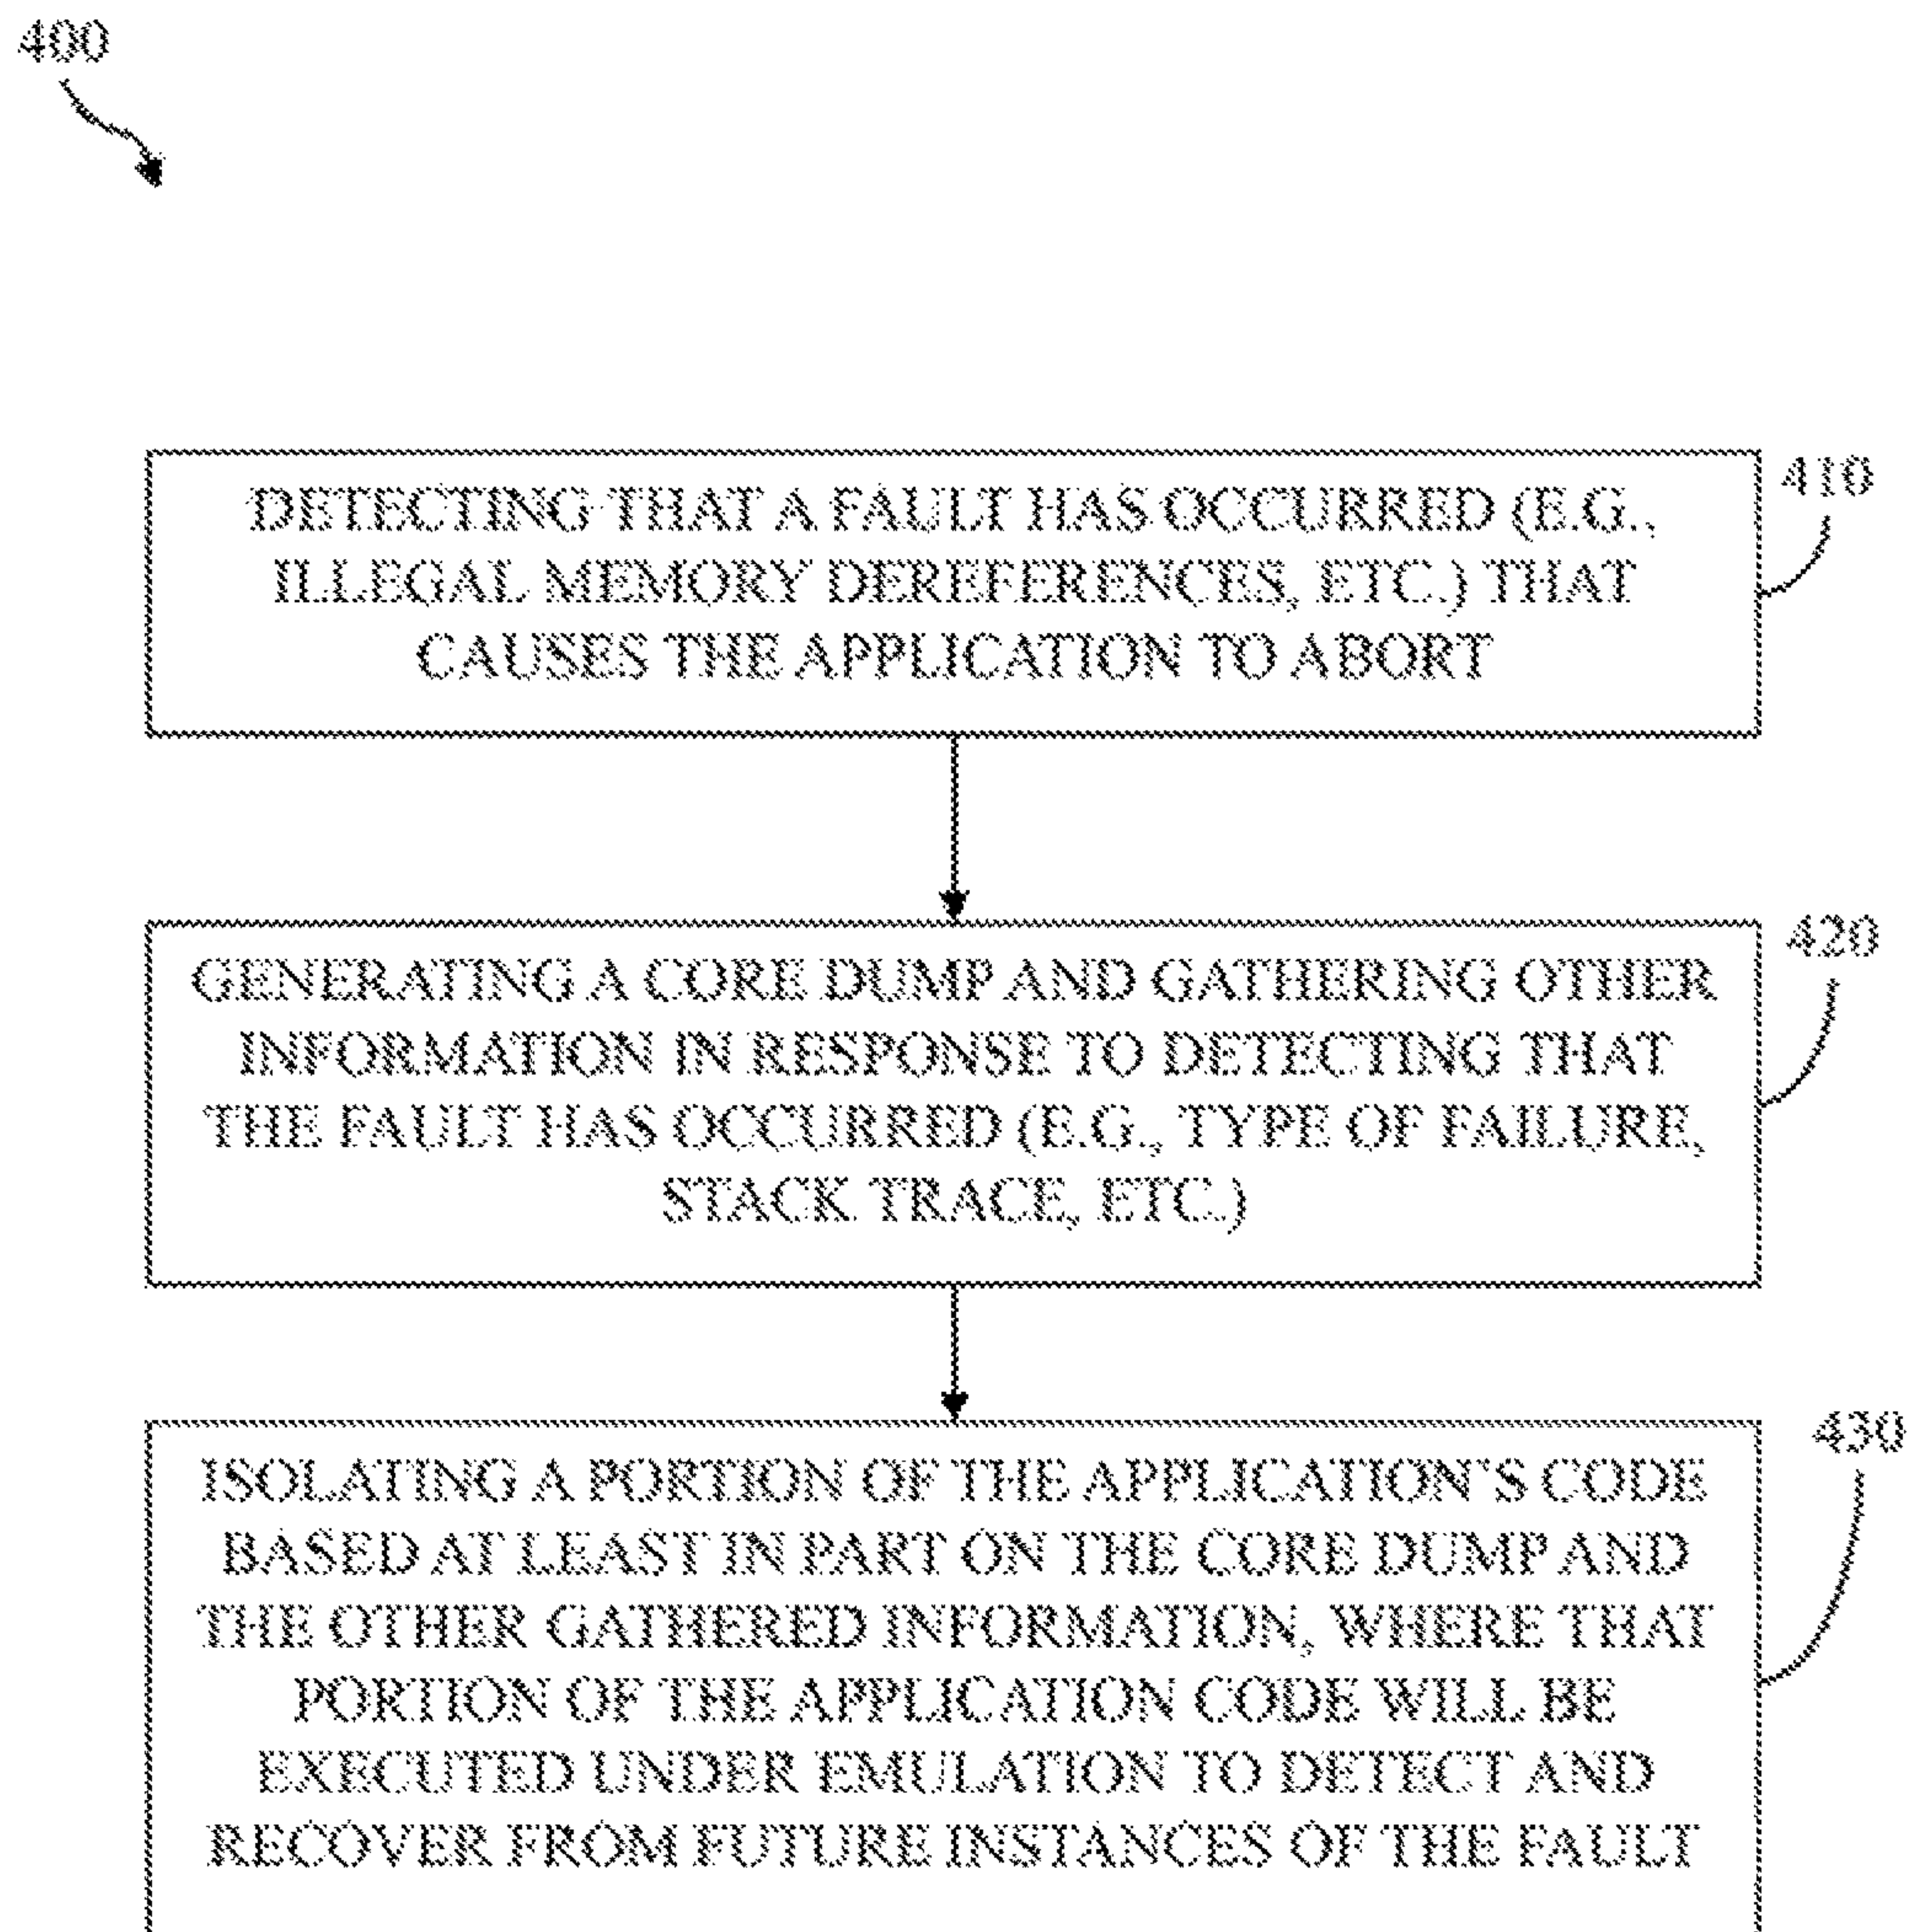 400
410
DETECTING THAT A FAULT HAS OCCURRED (E.G.,
ILLEGAL MEMORY DEREFERENCES, ETC.) THAT
CAUSES THE APPLICATION TO ABORT
420
GENERATING A CORE DUMP AND GATHERING OTHER
INFORMATION IN RESPONSE TO DETECTING THAT
THE FAULT HAS OCCURRED (E.G., TYPE OF FAILURE,
STACK TRACE, ETC.)
430
ISOLATING A PORTION OF THE APPLICATION'S CODE
BASED AT LEAST IN PART ON THE CORE DUMP AND
THE OTHER GATHERED INFORMATION, WHERE THAT
PORTION OF THE APPLICATION CODE WILL BE
EXECUTED UNDER EMULATION TO DETECT AND
RECOVER FROM FUTURE INSTANCES OF THE FAULT